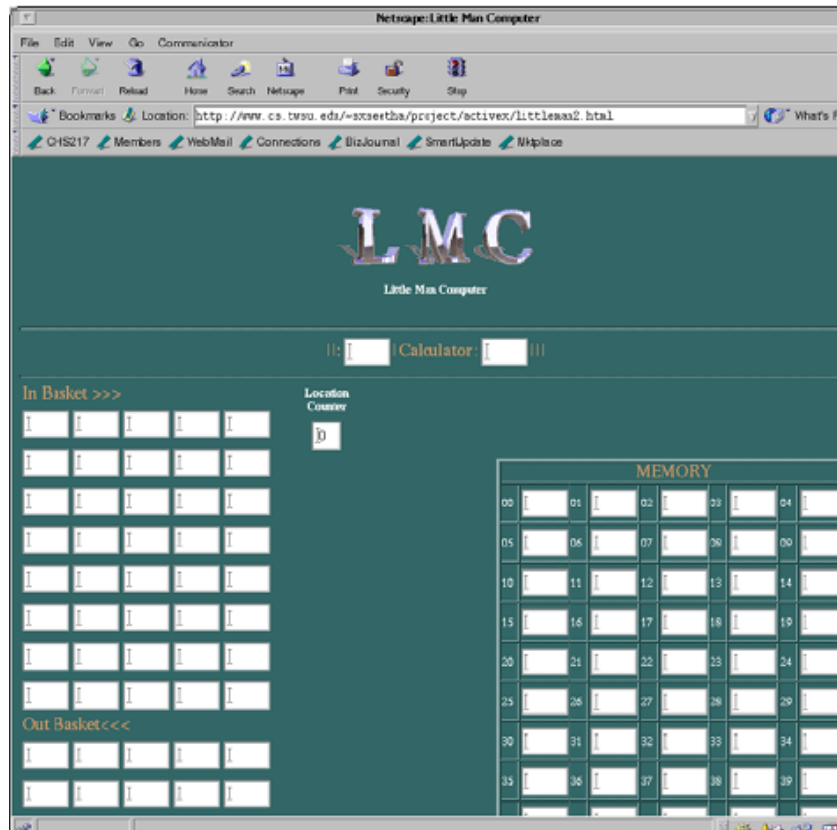 Netscape: Little Man Computer
File Edit View Go Communicator
Back Forward Reload Home Search Netscape Print Security Stop
Bookmarks Location: http://www.cs.twsu.edu/~sxseetha/project/activex/littleman2.html What's R
CHS217 Members WebMail Connections BizJournal SmartUpdate Mktplace
LMC
Little Man Computer
||: | Calculator: |||
In Basket >>>
Location
Counter
0
MEMORY
00 01 02 03 04
05 06 07 08 09
10 11 12 13 14
15 16 17 18 19
20 21 22 23 24
25 26 27 28 29
30 31 32 33 34
35 36 37 38 39
Out Basket<<<